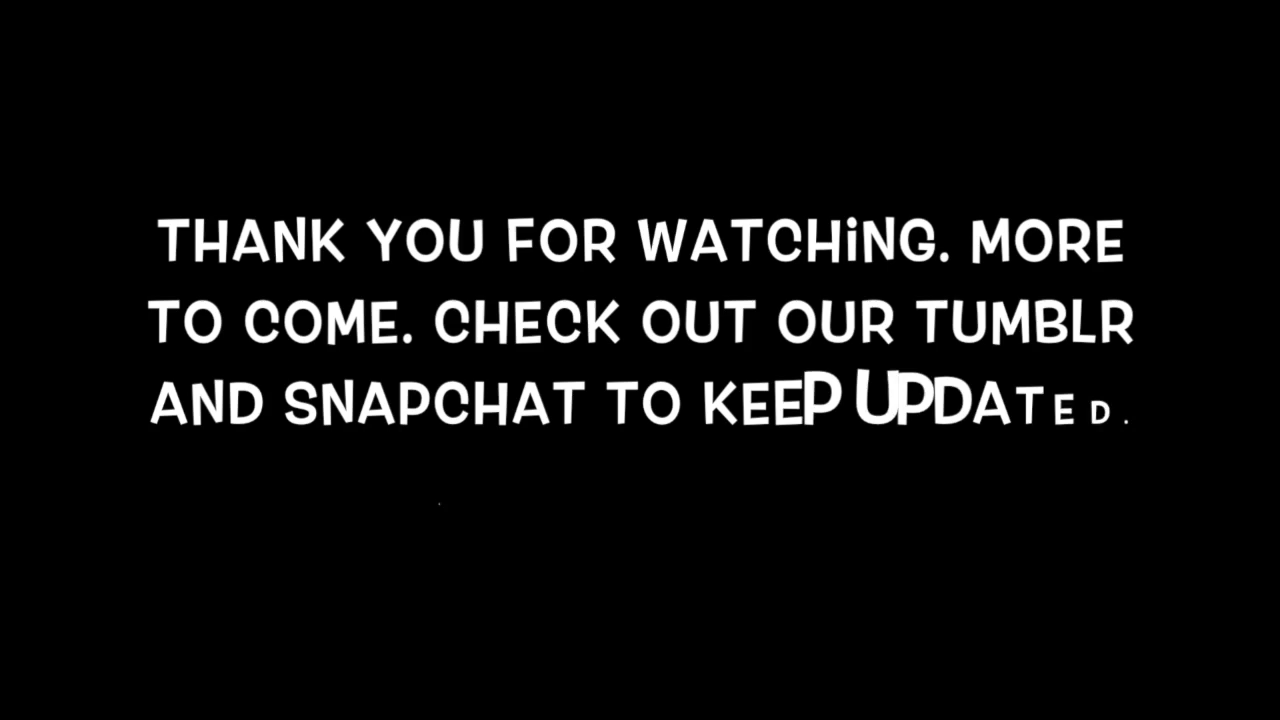 THANK YOU FOR WATCHiNG. MORE
TO COME. CHECK OUT OUR TUMBLR
AND SNAPCHAT TO KEEP UPDATED.